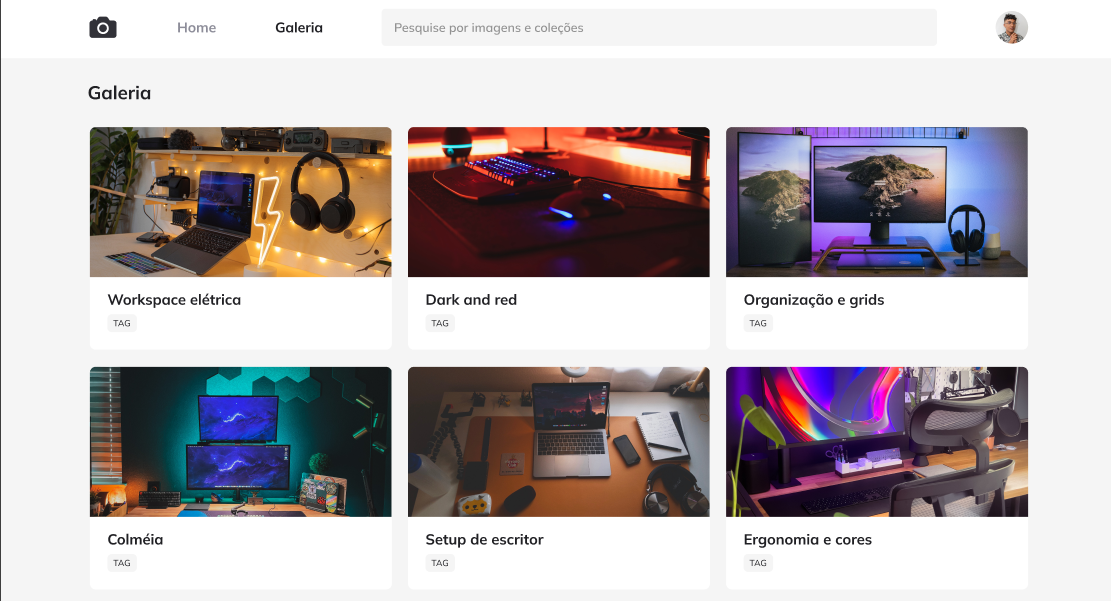 Home
Galeria
Pesquise por imagens e coleções
Galeria
Workspace elétrica
TAG
Dark and red
TAG
Organização e grids
TAG
Colméia
TAG
Setup de escritor
TAG
Ergonomia e cores
TAG